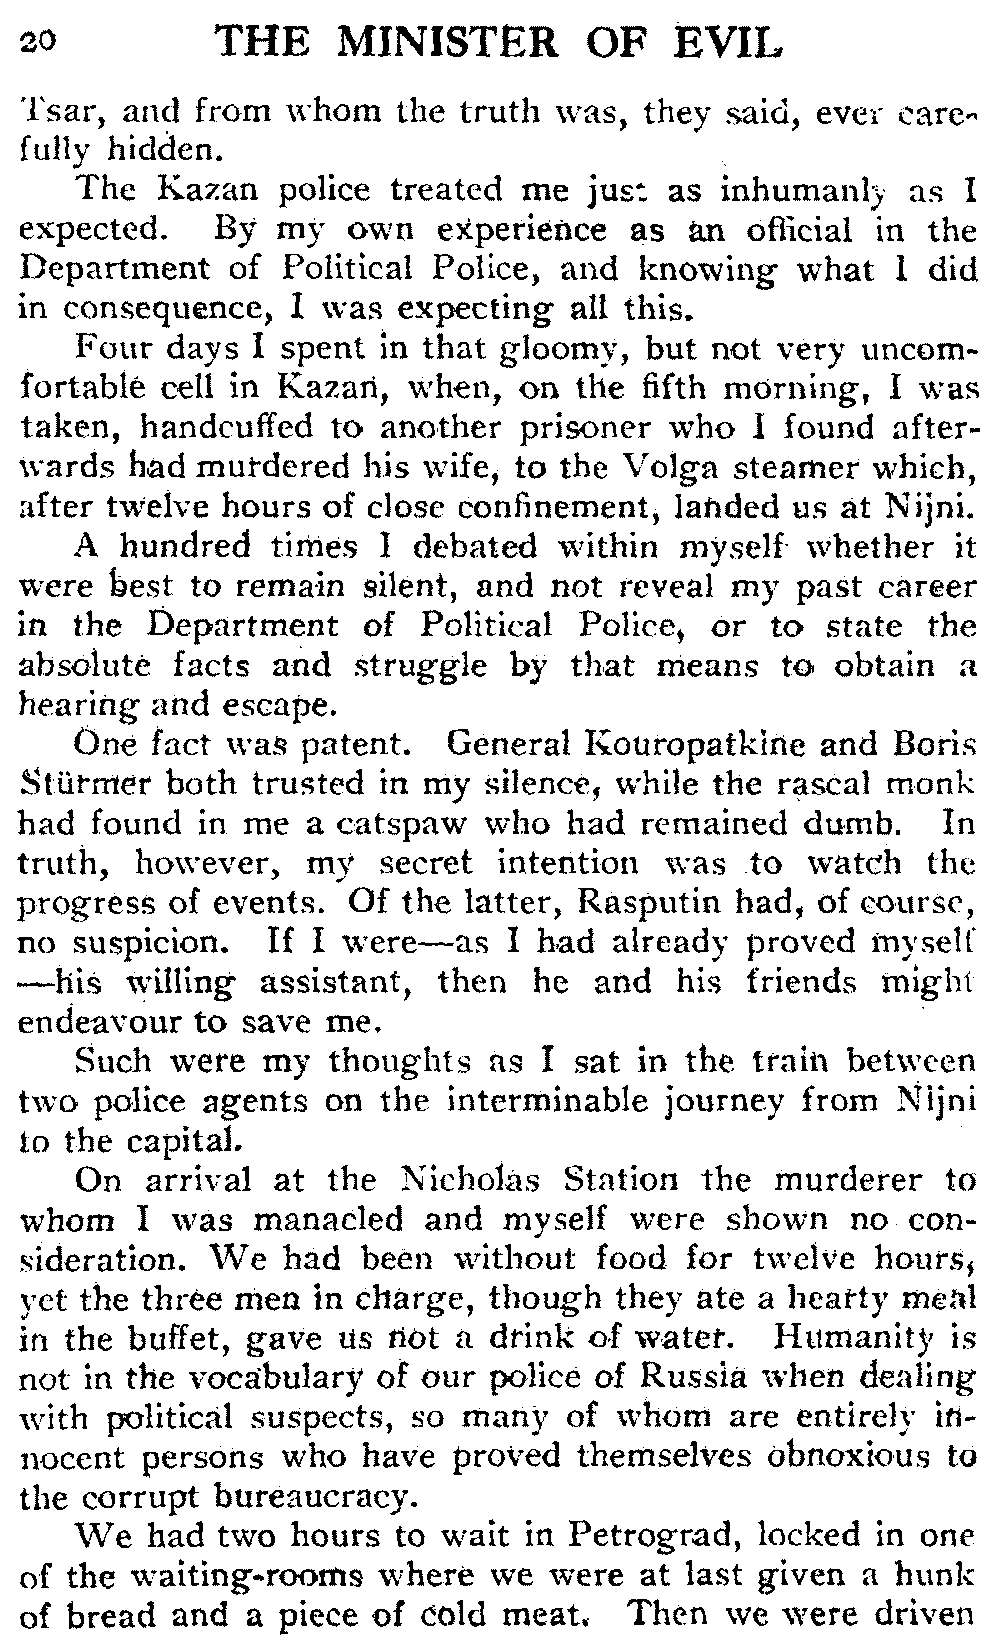 20 THE MINISTER OF EVIL
Tsar, and from whom the truth was, they said, ever care-
fully hidden.
The Kazan police treated me just as inhumanly as I
expected. By my own experience as an official in the
Department of Political Police, and knowing what I did
in consequence, I was expecting all this.
Four days I spent in that gloomy, but not very uncom-
fortable cell in Kazan, when, on the fifth morning, I was
taken, handcuffed to another prisoner who I found after-
wards had murdered his wife, to the Volga steamer which,
after twelve hours of close confinement, landed us at Nijni.
A hundred times I debated within myself whether it
were best to remain silent, and not reveal my past career
in the Department of Political Police, or to state the
absolute facts and struggle by that means to obtain a
hearing and escape.
One fact was patent. General Kouropatkine and Boris
Stürmer both trusted in my silence, while the rascal monk
had found in me a catspaw who had remained dumb. In
truth, however, my secret intention was to watch the
progress of events. Of the latter, Rasputin had, of course,
no suspicion. If I were—as I had already proved myself
—his willing assistant, then he and his friends might
endeavour to save me.
Such were my thoughts as I sat in the train between
two police agents on the interminable journey from Nijni
to the capital.
On arrival at the Nicholas Station the murderer to
whom I was manacled and myself were shown no con-
sideration. We had been without food for twelve hours,
yet the three men in charge, though they ate a hearty meal
in the buffet, gave us not a drink of water. Humanity is
not in the vocabulary of our police of Russia when dealing
with political suspects, so many of whom are entirely in-
nocent persons who have proved themselves obnoxious to
the corrupt bureaucracy.
We had two hours to wait in Petrograd, locked in one
of the waiting-rooms where we were at last given a hunk
of bread and a piece of cold meat. Then we were driven